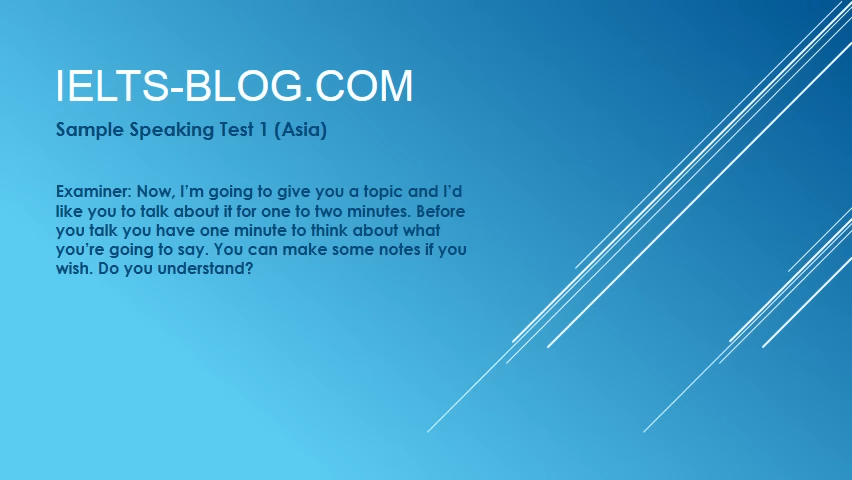 IELTS-BLOG.COM
Sample Speaking Test 1 (Asia)
Examiner: Now, I'm going to give you a topic and I'd
like you to talk about it for one to two minutes. Before
you talk you have one minute to think about what
you're going to say. You can make some notes if you
wish. Do you understand?